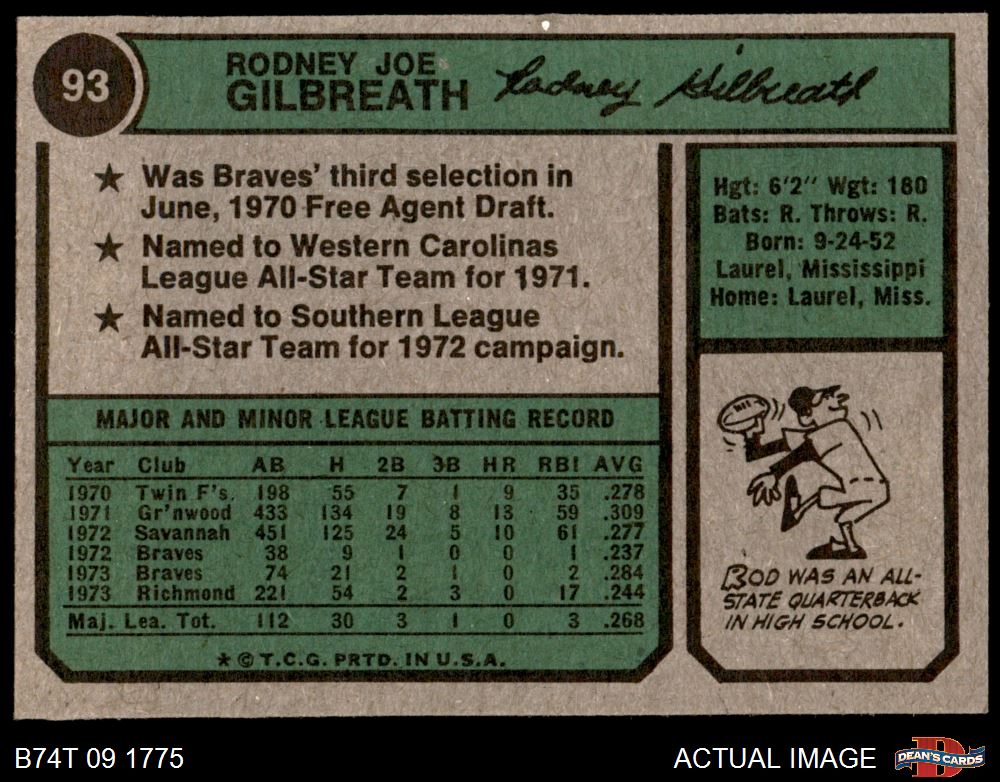 93
RODNEY JOE
GILBREATH
Rodney Gilbreath
★ Was Braves' third selection in
June, 1970 Free Agent Draft.
★ Named to Western Carolinas
League All-Star Team for 1971.
★ Named to Southern League
All-Star Team for 1972 campaign.
Hgt: 6'2" Wgt: 180
Bats: R. Throws: R.
Born: 9-24-52
Laurel, Mississippi
Home: Laurel, Miss.
MAJOR AND MINOR LEAGUE BATTING RECORD
Year Club AB H 2B 3B HR RBI AVG
1970 Twin F's. 198 55 7 1 9 35 .278
1971 Gr'nwood 433 134 19 8 13 59 .309
1972 Savannah 451 125 24 5 10 61 .277
1972 Braves 38 9 1 0 0 1 .237
1973 Braves 74 21 2 1 0 2 .284
1973 Richmond 221 54 2 3 0 17 .244
Maj. Lea. Tot. 112 30 3 1 0 3 .268
★ © T.C.G. PRTD. IN U.S.A.
ROD WAS AN ALL-
STATE QUARTERBACK
IN HIGH SCHOOL.
B74T 09 1775
ACTUAL IMAGE
DEAN'S CARDS